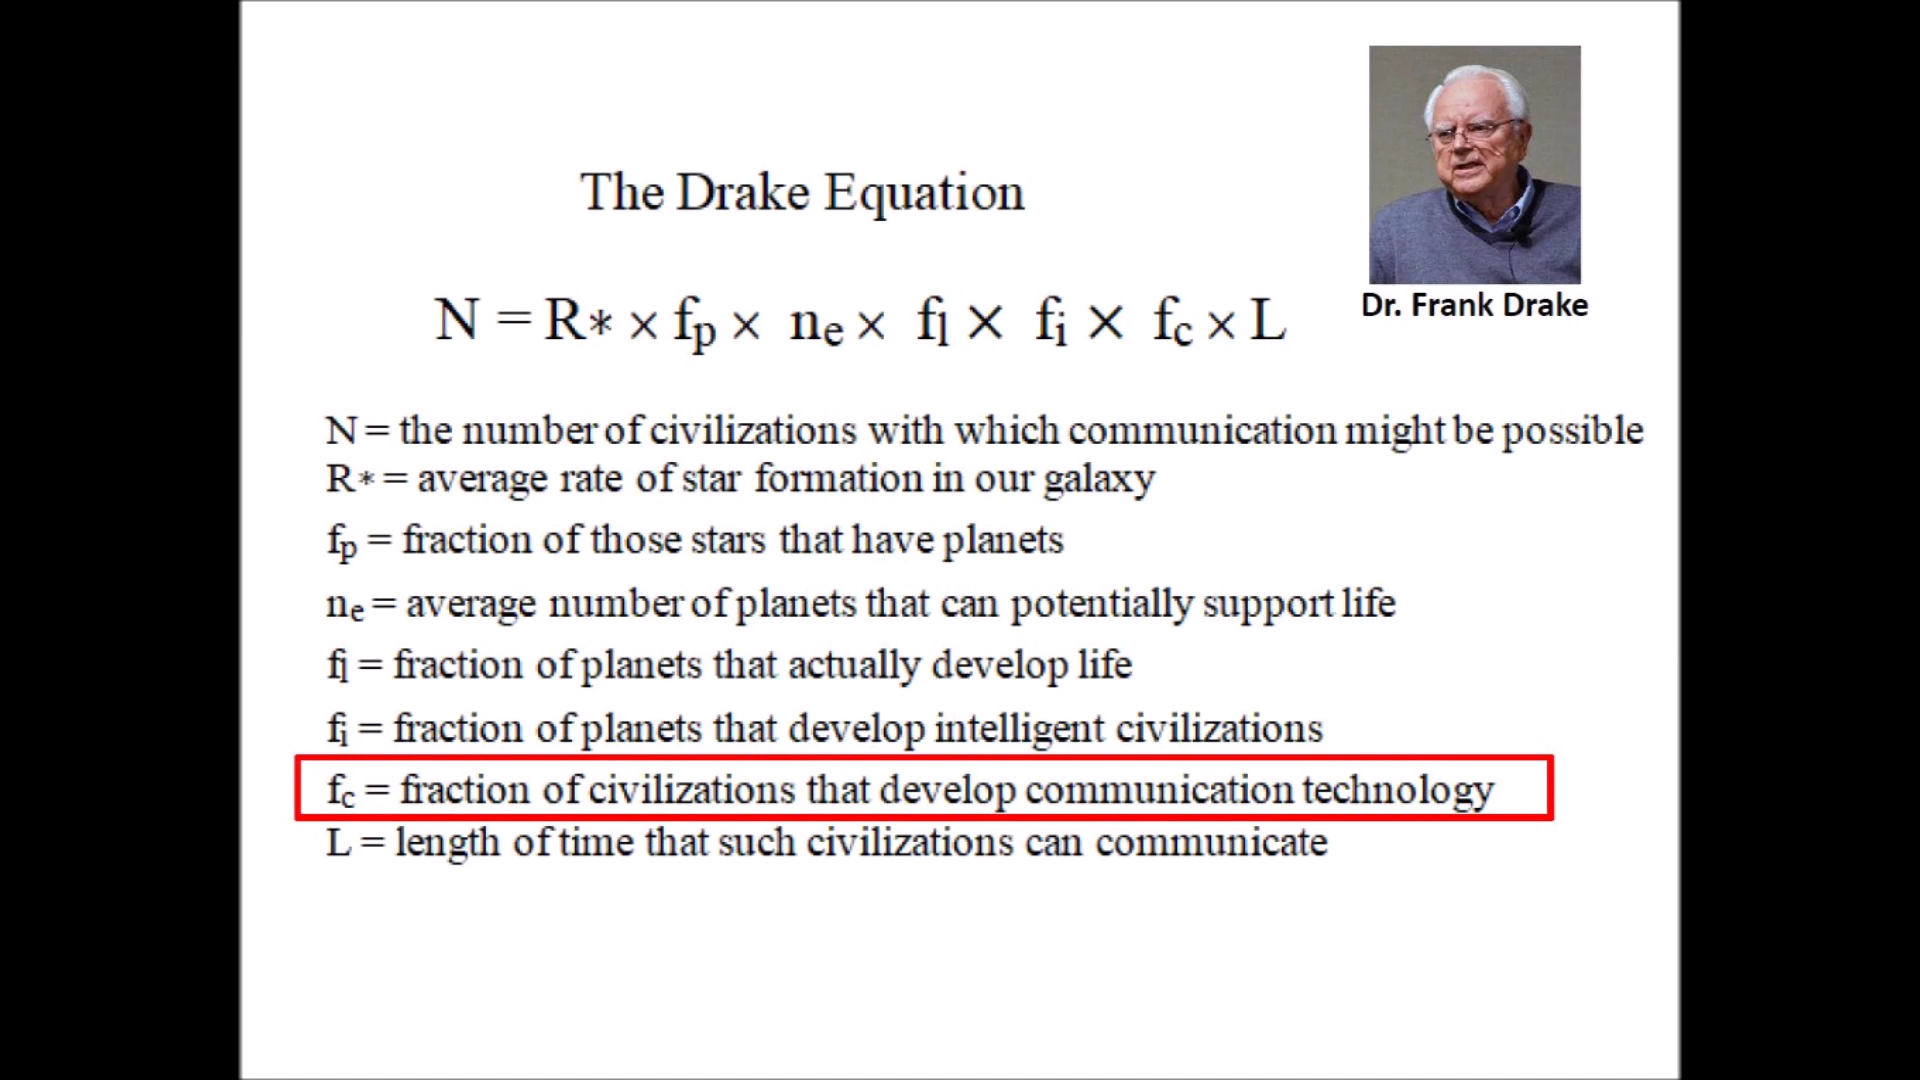 The Drake Equation
N = R* × fp × ne × fl × fi × fc × L
Dr. Frank Drake
N = the number of civilizations with which communication might be possible
R* = average rate of star formation in our galaxy
fp = fraction of those stars that have planets
ne = average number of planets that can potentially support life
fl = fraction of planets that actually develop life
fi = fraction of planets that develop intelligent civilizations
fc = fraction of civilizations that develop communication technology
L = length of time that such civilizations can communicate